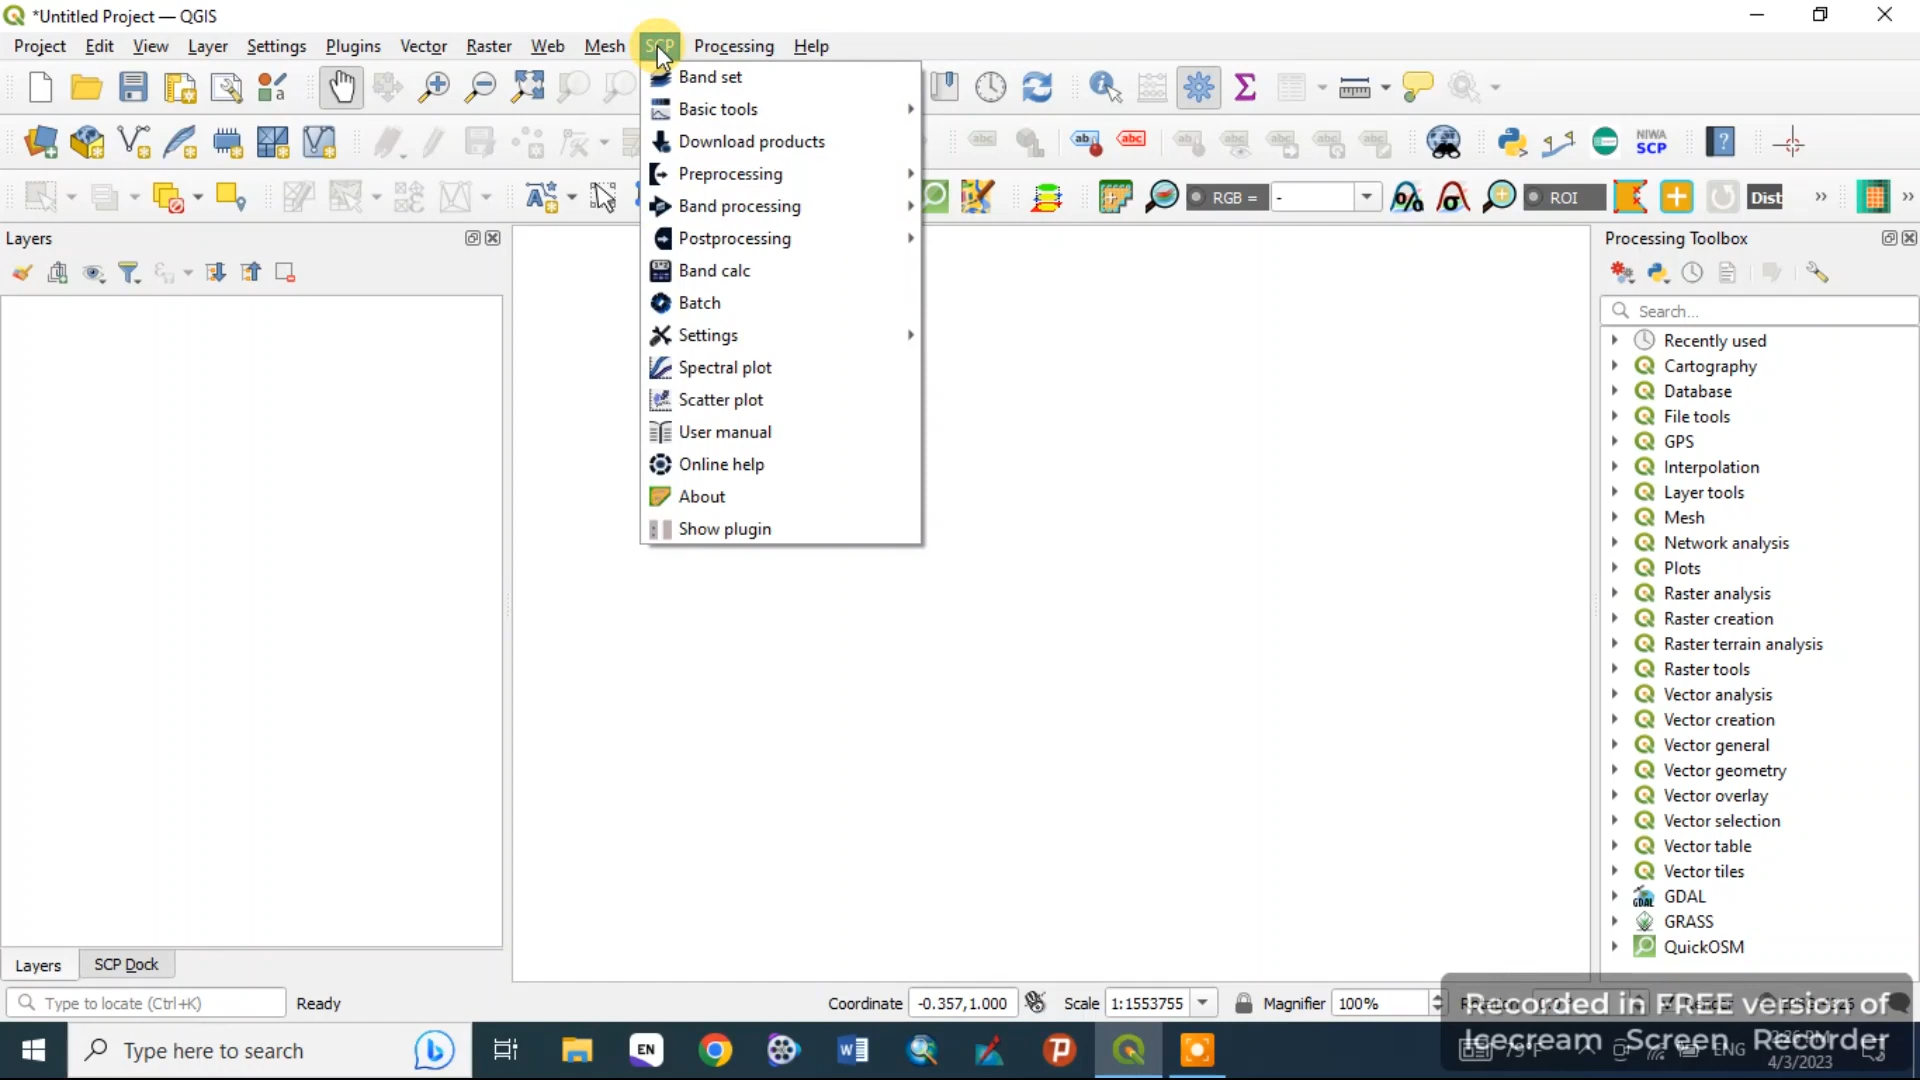 *Untitled Project — QGIS
Project Edit View Layer Settings Plugins Vector Raster Web Mesh SCP Processing Help
Band set
Basic tools
Download products
Preprocessing
Band processing
Postprocessing
Band calc
Batch
Settings
Spectral plot
Scatter plot
User manual
Online help
About
Show plugin
NIWA
SCP
RGB = -
ROI
Dist
Layers
Processing Toolbox
Search...
Recently used
Cartography
Database
File tools
GPS
Interpolation
Layer tools
Mesh
Network analysis
Plots
Raster analysis
Raster creation
Raster terrain analysis
Raster tools
Vector analysis
Vector creation
Vector general
Vector geometry
Vector overlay
Vector selection
Vector table
Vector tiles
GDAL
GRASS
QuickOSM
Layers SCP Dock
Type to locate (Ctrl+K) Ready Coordinate -0.357,1.000 Scale 1:1553755 Magnifier 100%
Recorded in FREE version of
Icecream Screen Recorder
Type here to search
EN
79°F ENG
4/3/2023